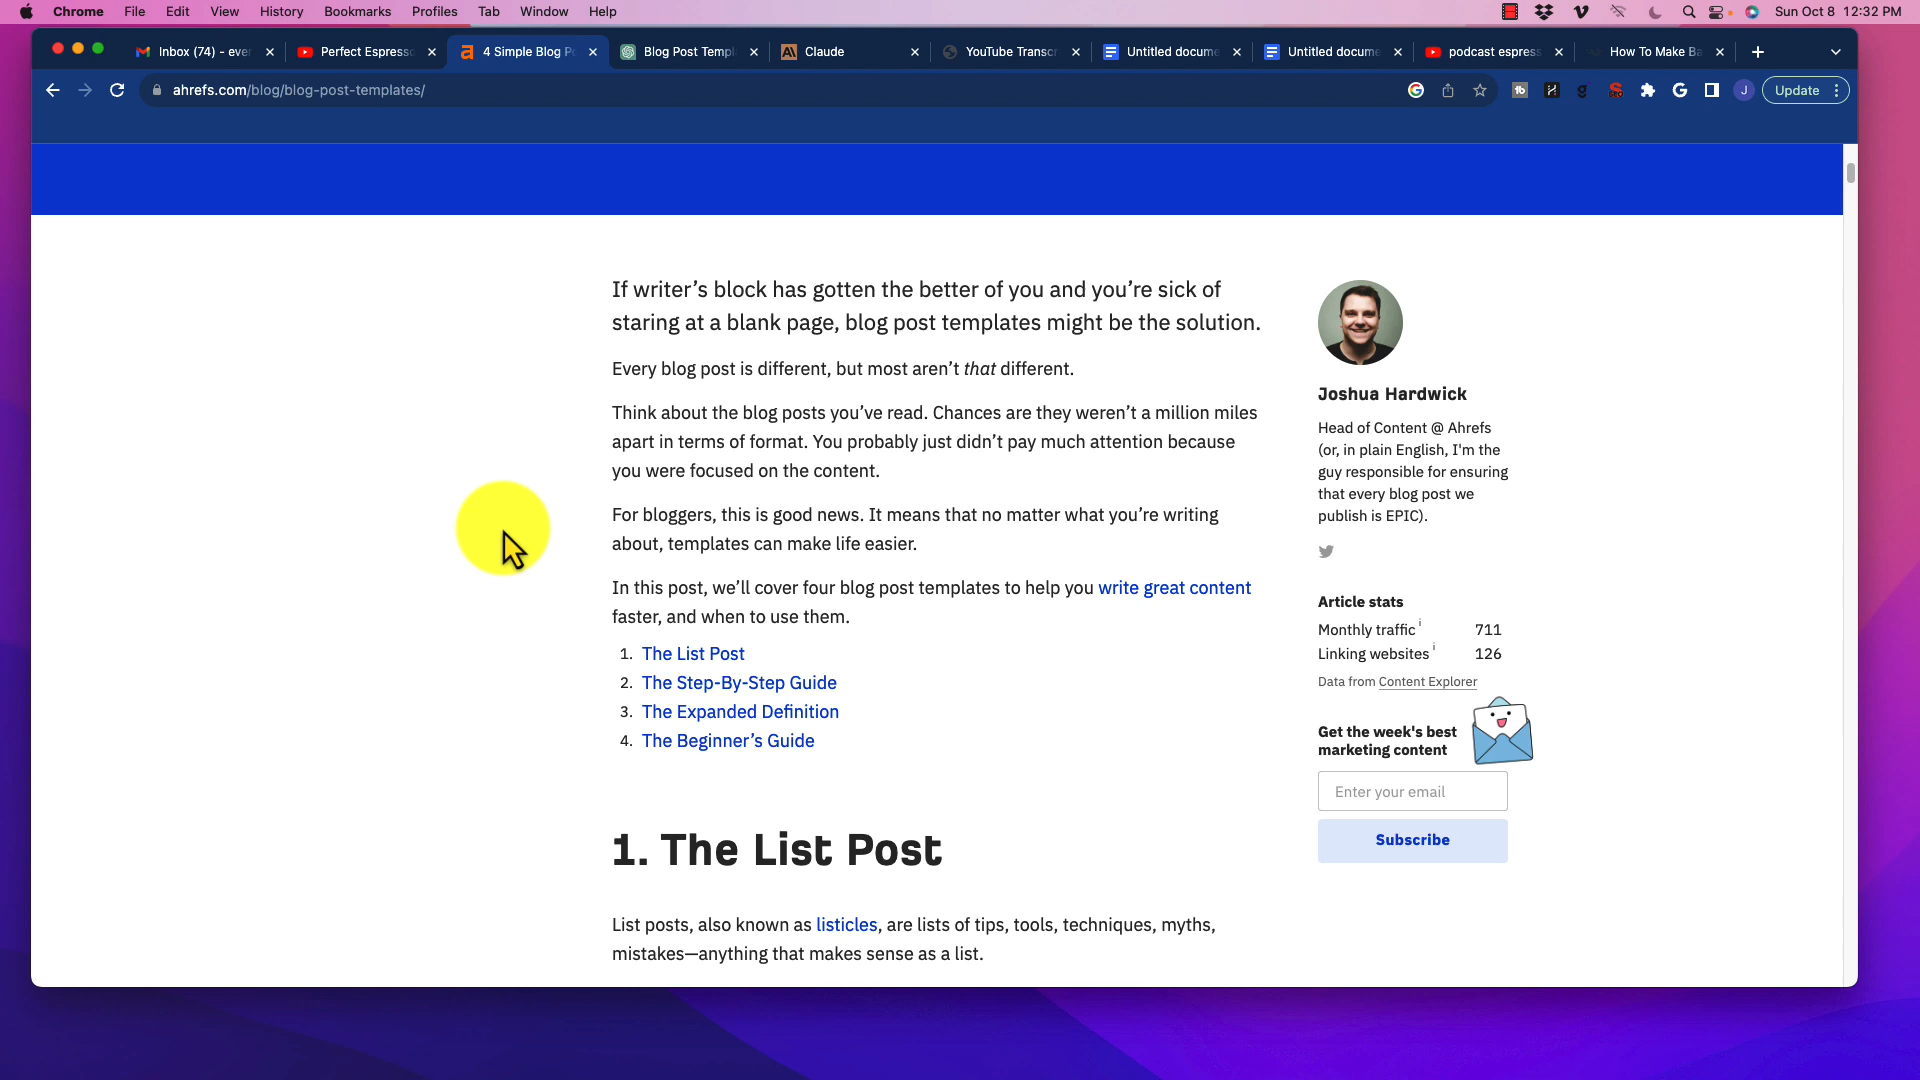 Chrome File Edit View History Bookmarks Profiles Tab Window Help
Sun Oct 8 12:32 PM
Inbox (74) - eve
Perfect Espress
4 Simple Blog P
Blog Post Templ
Claude
YouTube Transcr
Untitled docume
Untitled docume
podcast espress
How To Make Ba
ahrefs.com/blog/blog-post-templates/
Update
If writer’s block has gotten the better of you and you’re sick of
staring at a blank page, blog post templates might be the solution.
Every blog post is different, but most aren’t that different.
Think about the blog posts you’ve read. Chances are they weren’t a million miles
apart in terms of format. You probably just didn’t pay much attention because
you were focused on the content.
For bloggers, this is good news. It means that no matter what you’re writing
about, templates can make life easier.
In this post, we’ll cover four blog post templates to help you write great content
faster, and when to use them.
1. The List Post
2. The Step-By-Step Guide
3. The Expanded Definition
4. The Beginner’s Guide
1. The List Post
List posts, also known as listicles, are lists of tips, tools, techniques, myths,
mistakes—anything that makes sense as a list.
Joshua Hardwick
Head of Content @ Ahrefs
(or, in plain English, I'm the
guy responsible for ensuring
that every blog post we
publish is EPIC).
Article stats
Monthly traffic i 711
Linking websites i 126
Data from Content Explorer
Get the week's best
marketing content
Enter your email
Subscribe